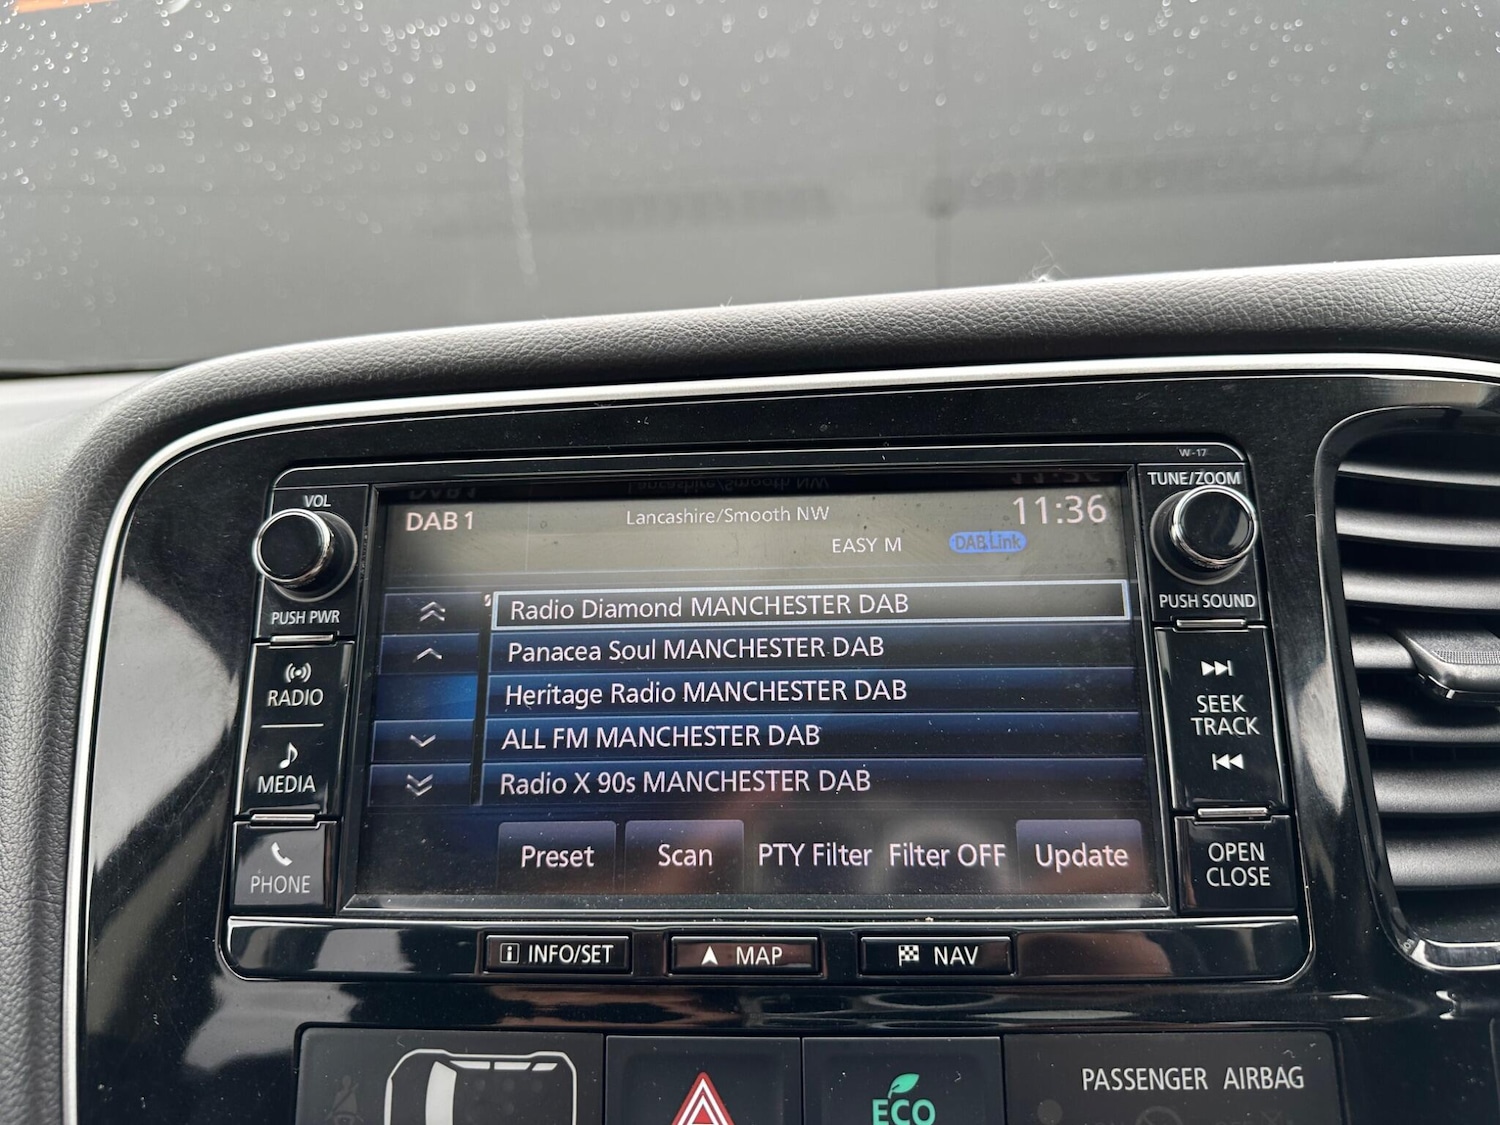 W-17
VOL
TUNE/ZOOM
DAB 1
Lancashire/Smooth NW
11:36
EASY M
DAB Link
PUSH PWR
PUSH SOUND
Radio Diamond MANCHESTER DAB
Panacea Soul MANCHESTER DAB
Heritage Radio MANCHESTER DAB
ALL FM MANCHESTER DAB
Radio X 90s MANCHESTER DAB
RADIO
MEDIA
PHONE
SEEK
TRACK
OPEN
CLOSE
Preset
Scan
PTY Filter
Filter OFF
Update
INFO/SET
MAP
NAV
ECO
PASSENGER AIRBAG